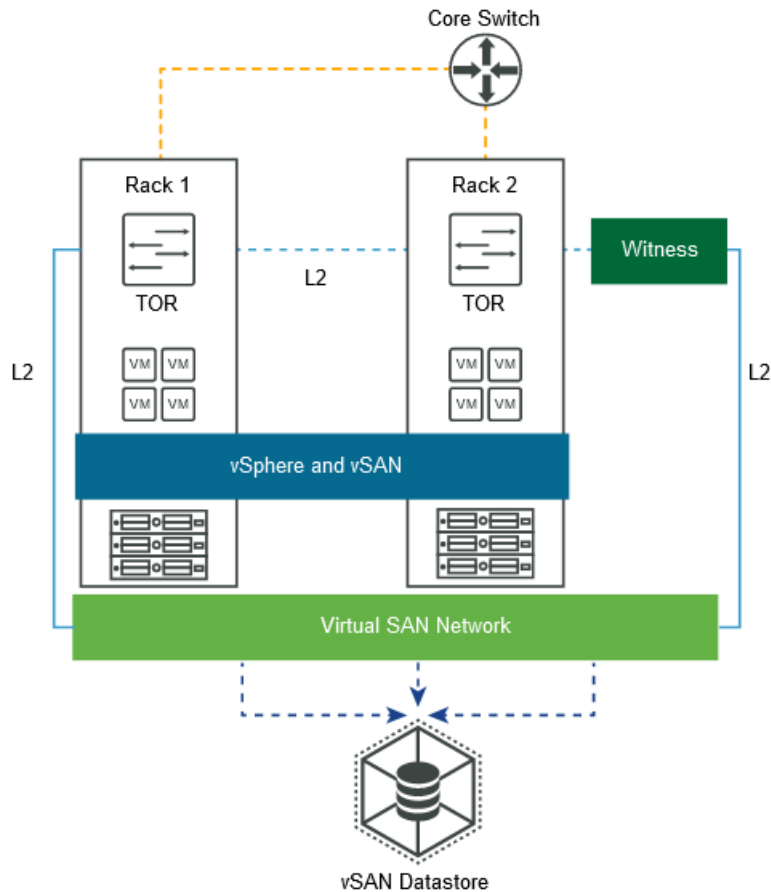 Core Switch
Rack 1
Rack 2
Witness
TOR
L2
TOR
L2
L2
VM VM
VM VM
VM VM
VM VM
vSphere and vSAN
Virtual SAN Network
vSAN Datastore